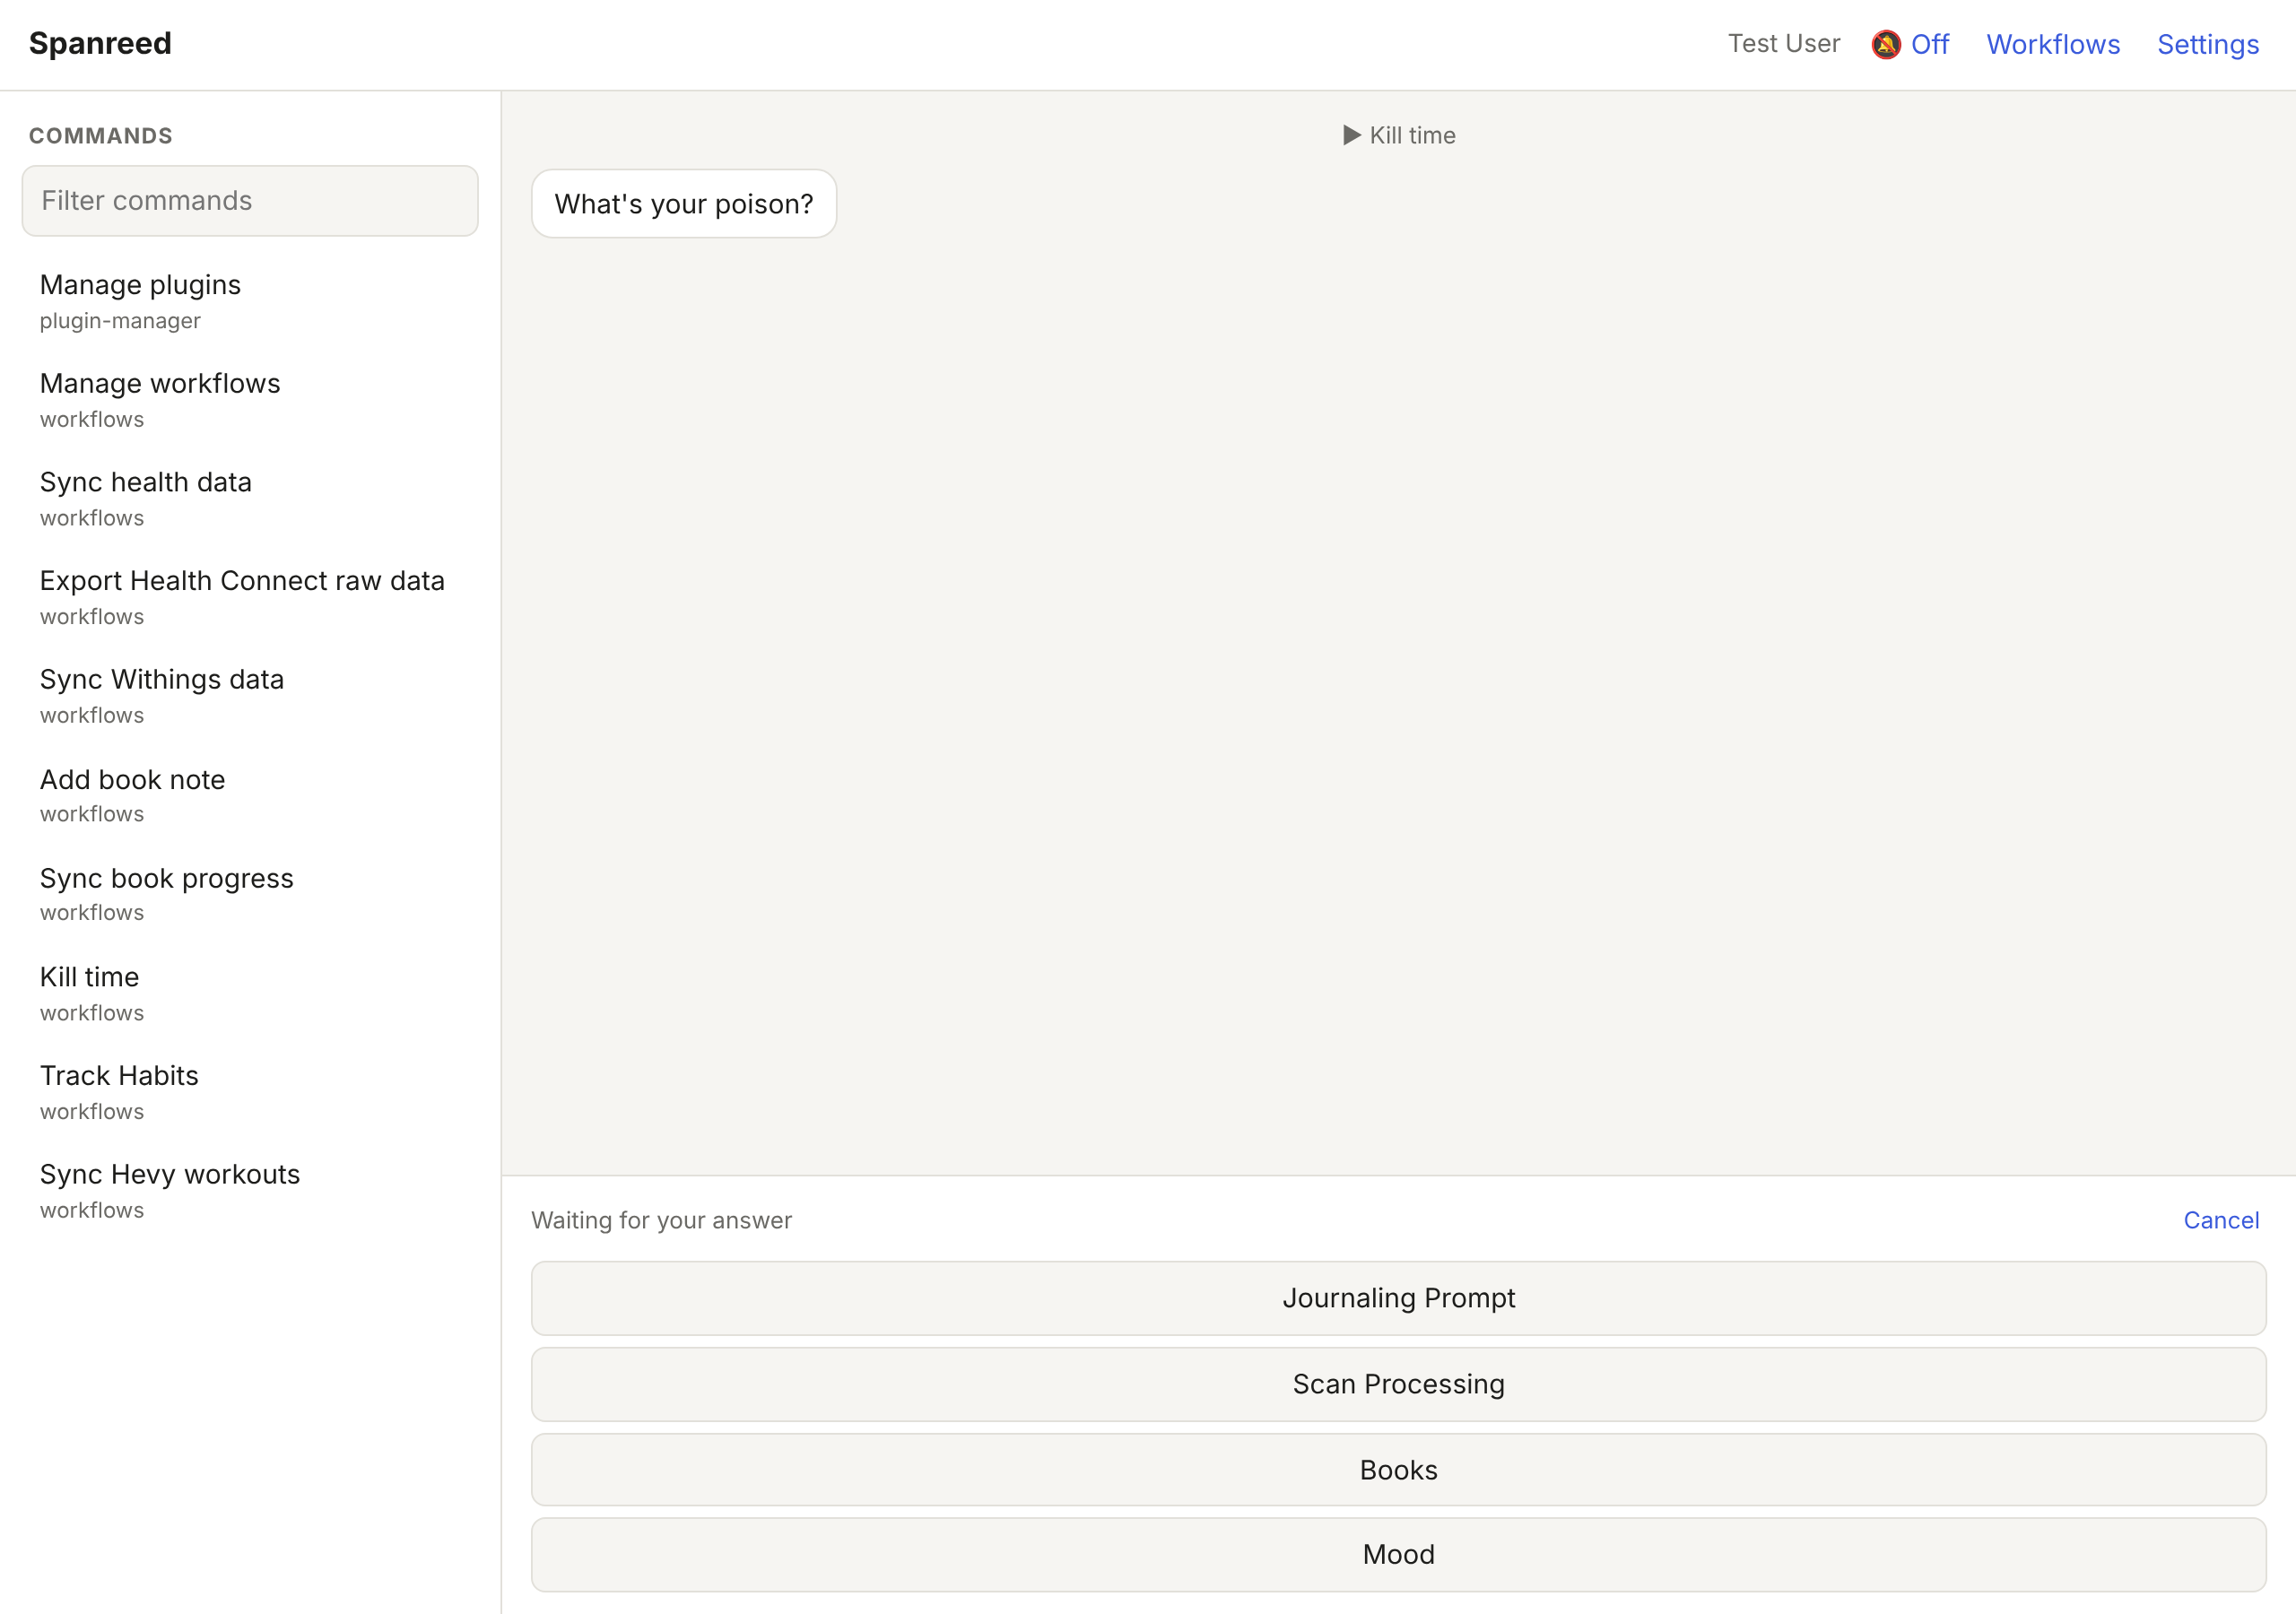 Spanreed
Test User
Off
Workflows
Settings
COMMANDS
Filter commands
Manage plugins
plugin-manager
Manage workflows
workflows
Sync health data
workflows
Export Health Connect raw data
workflows
Sync Withings data
workflows
Add book note
workflows
Sync book progress
workflows
Kill time
workflows
Track Habits
workflows
Sync Hevy workouts
workflows
▶ Kill time
What's your poison?
Waiting for your answer
Cancel
Journaling Prompt
Scan Processing
Books
Mood